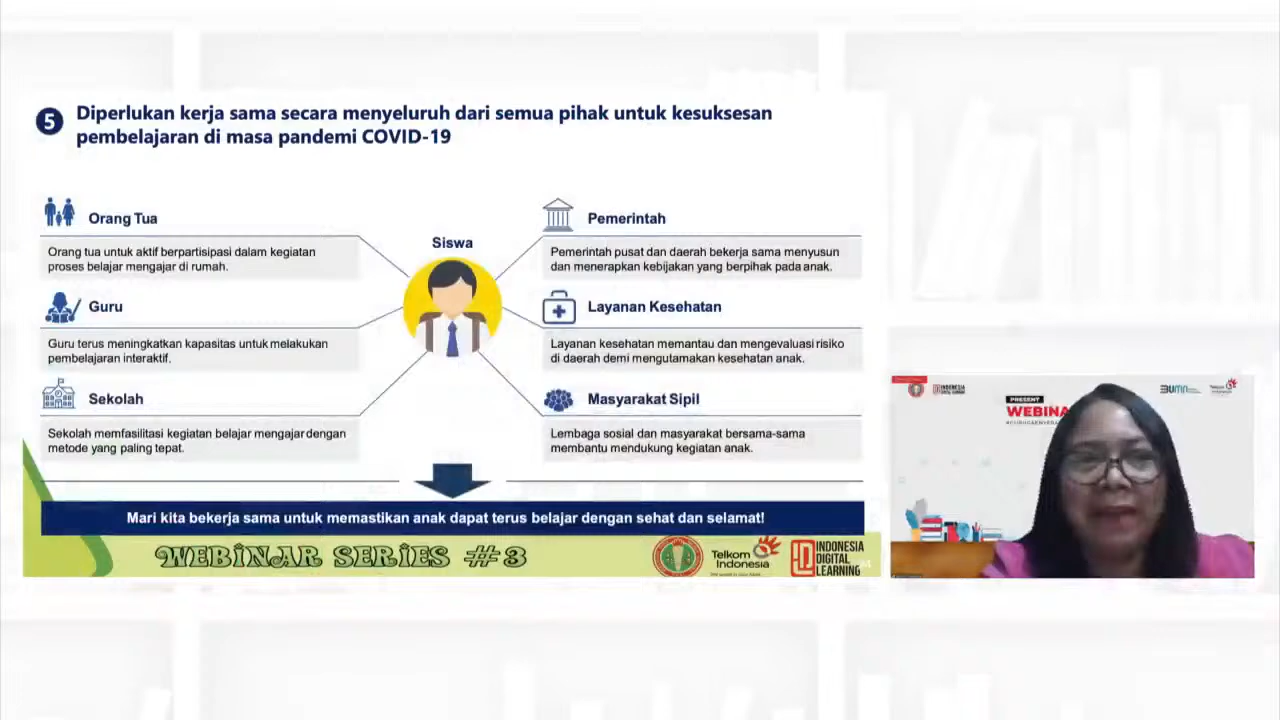 5
Diperlukan kerja sama secara menyeluruh dari semua pihak untuk kesuksesan
pembelajaran di masa pandemi COVID-19
Orang Tua
Orang tua untuk aktif berpartisipasi dalam kegiatan
proses belajar mengajar di rumah.
Guru
Guru terus meningkatkan kapasitas untuk melakukan
pembelajaran interaktif.
Sekolah
Sekolah memfasilitasi kegiatan belajar mengajar dengan
metode yang paling tepat.
Siswa
Pemerintah
Pemerintah pusat dan daerah bekerja sama menyusun
dan menerapkan kebijakan yang berpihak pada anak.
Layanan Kesehatan
Layanan kesehatan memantau dan mengevaluasi risiko
di daerah demi mengutamakan kesehatan anak.
Masyarakat Sipil
Lembaga sosial dan masyarakat bersama-sama
membantu mendukung kegiatan anak.
Mari kita bekerja sama untuk memastikan anak dapat terus belajar dengan sehat dan selamat!
WEBINAR SERIES #3
Telkom
Indonesia
INDONESIA
DIGITAL
LEARNING
INDONESIA
DIGITAL LEARNING
BUMN
Telkom
PRESENT
WEBINA